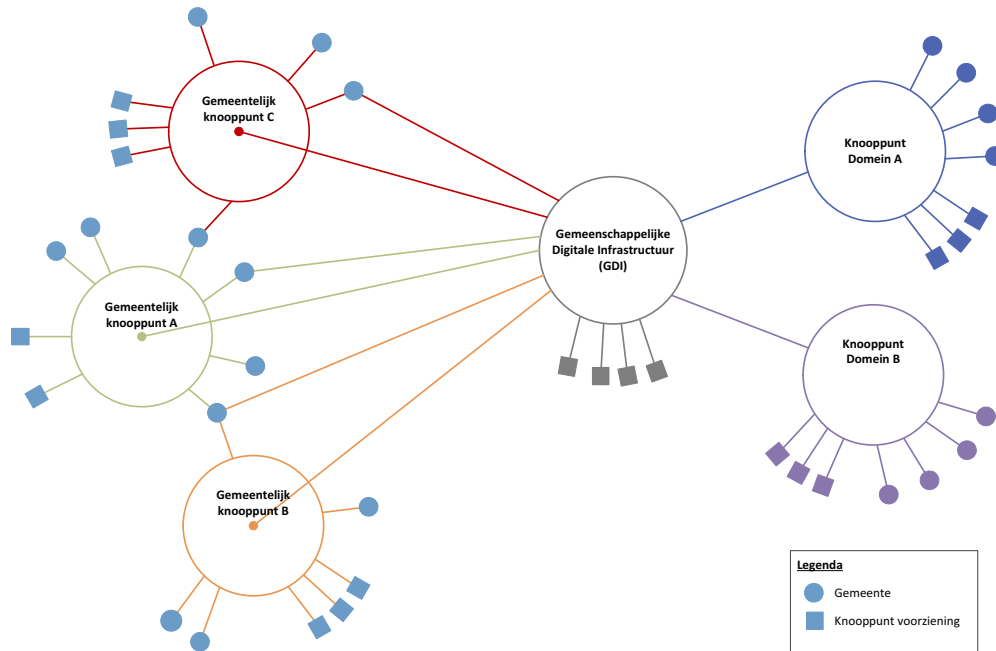 Gemeentelijk
knooppunt C
Knooppunt
Domein A
Gemeenschappelijke
Digitale Infrastructuur
(GDI)
Gemeentelijk
knooppunt A
Knooppunt
Domein B
Gemeentelijk
knooppunt B
Legenda
Gemeente
Knooppunt voorziening